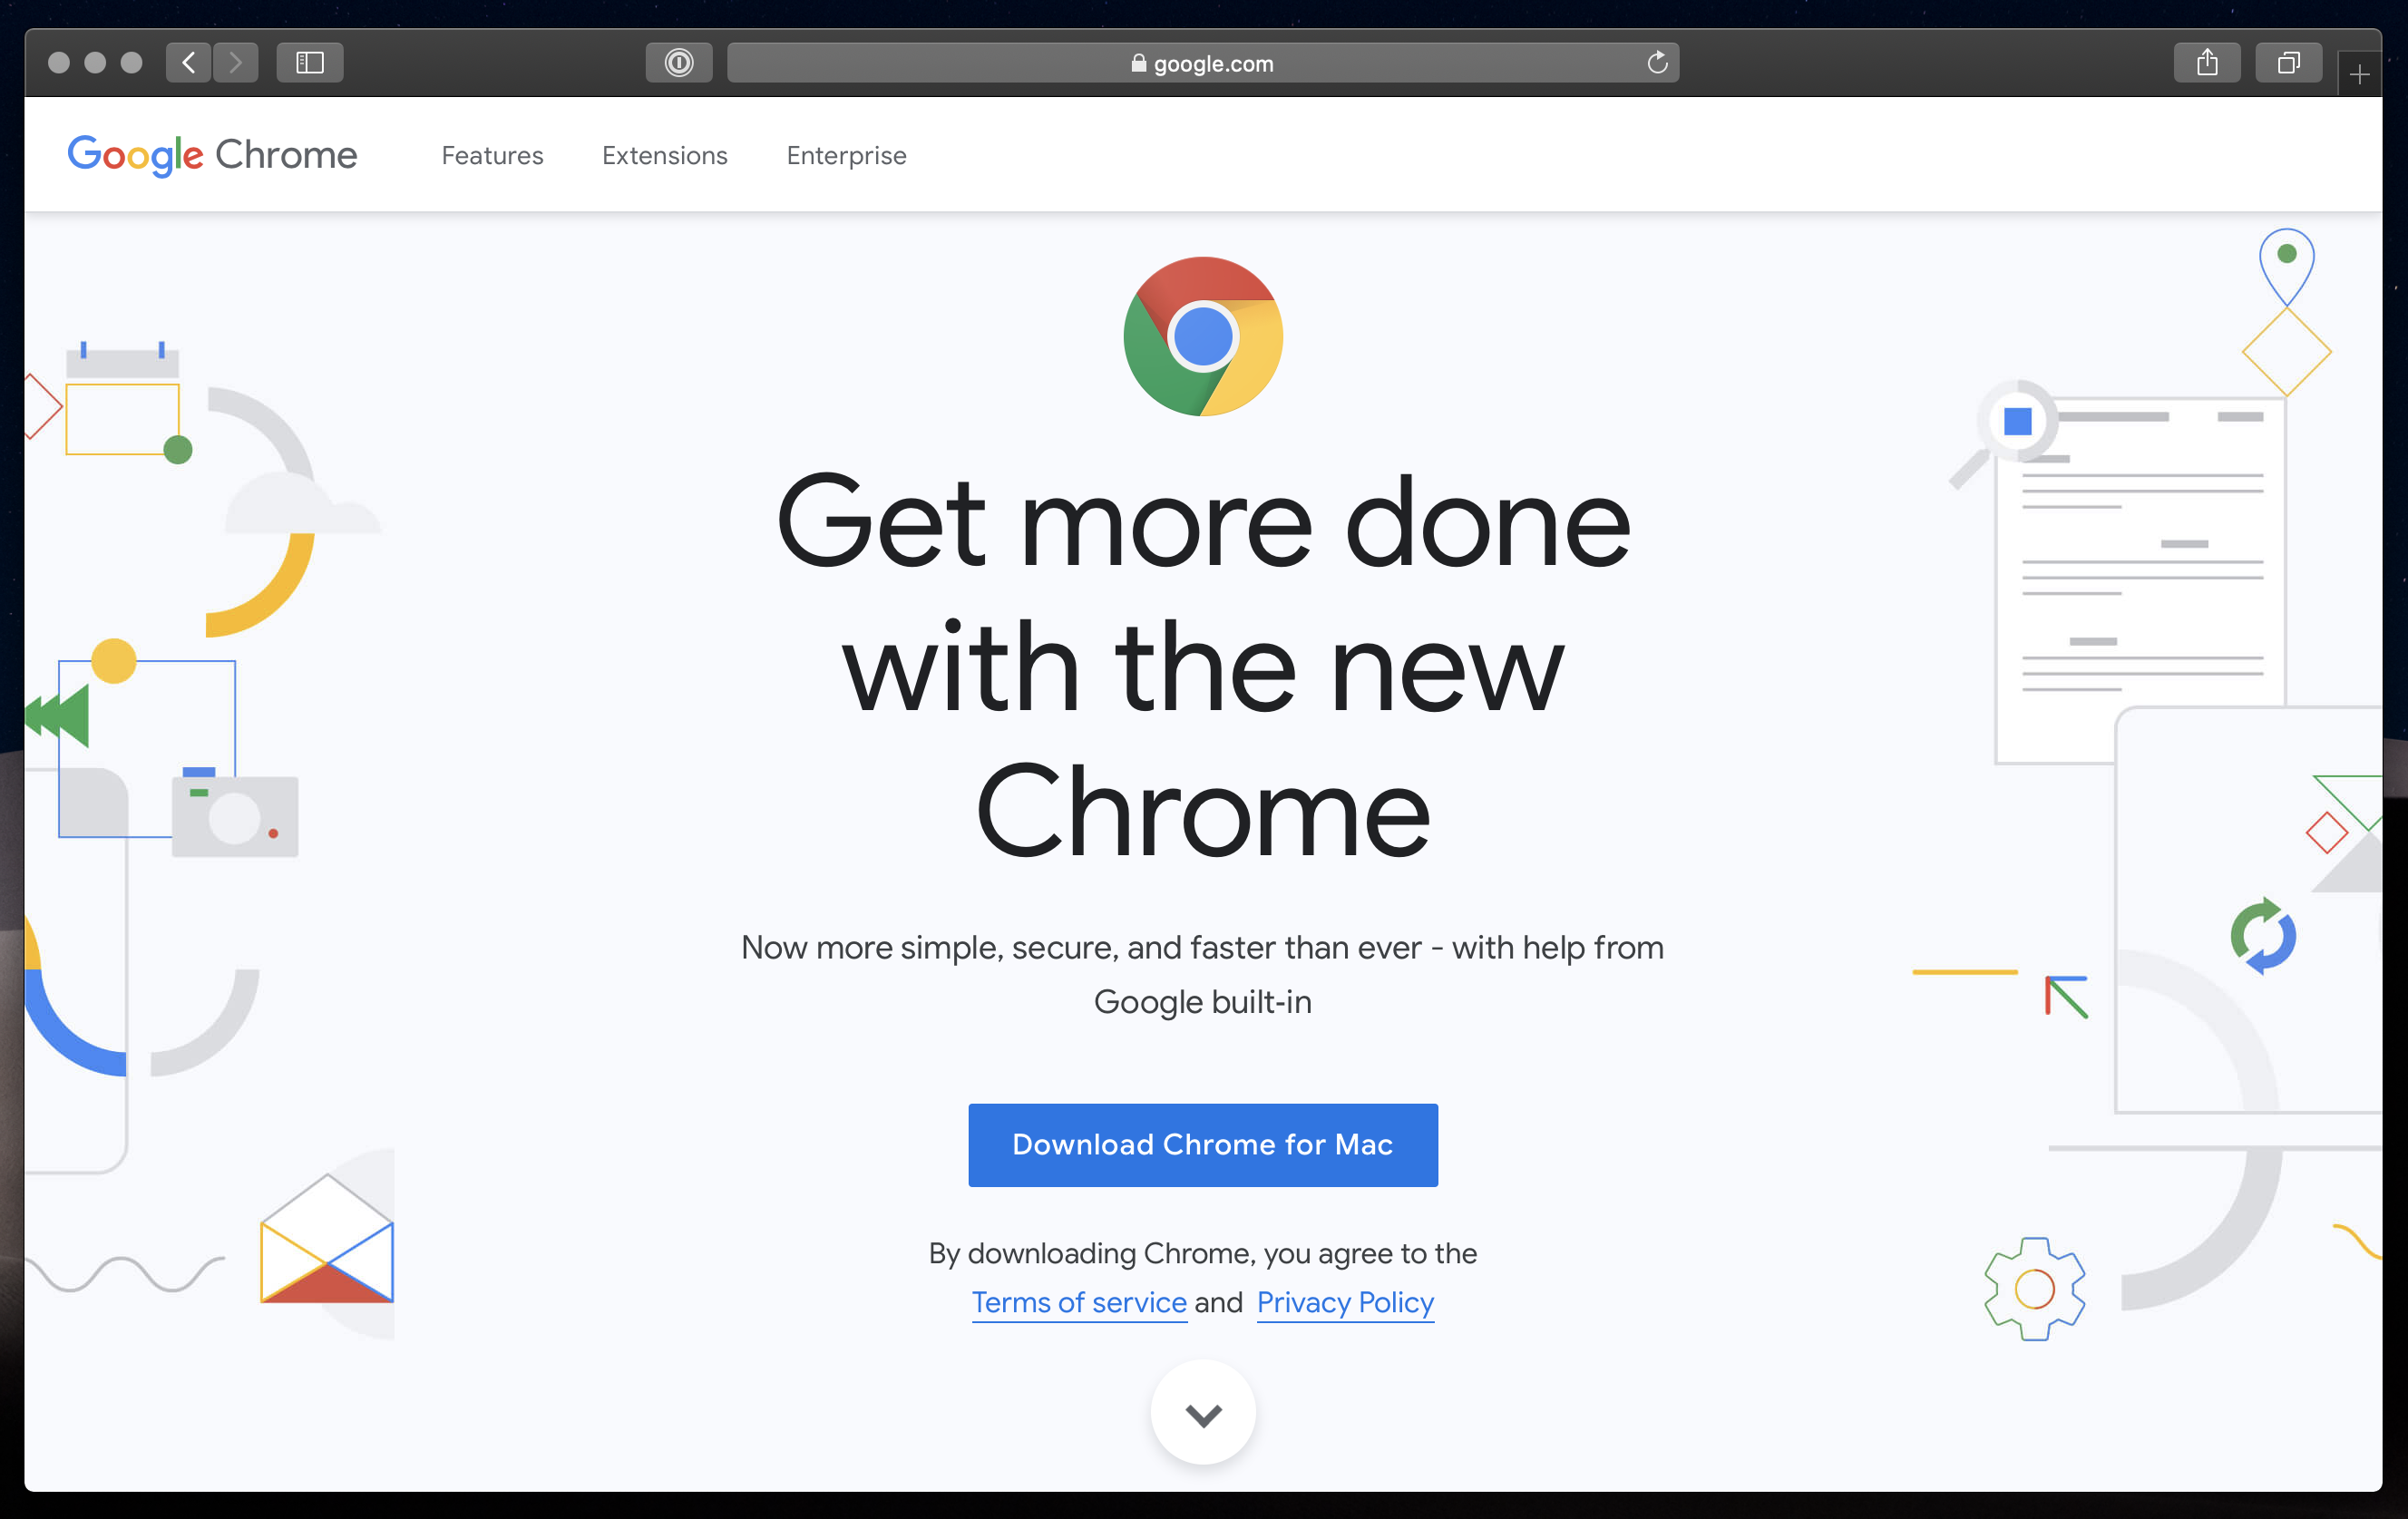 google.com
Google Chrome Features Extensions Enterprise
Get more done
with the new
Chrome
Now more simple, secure, and faster than ever - with help from
Google built-in
Download Chrome for Mac
By downloading Chrome, you agree to the
Terms of service and Privacy Policy